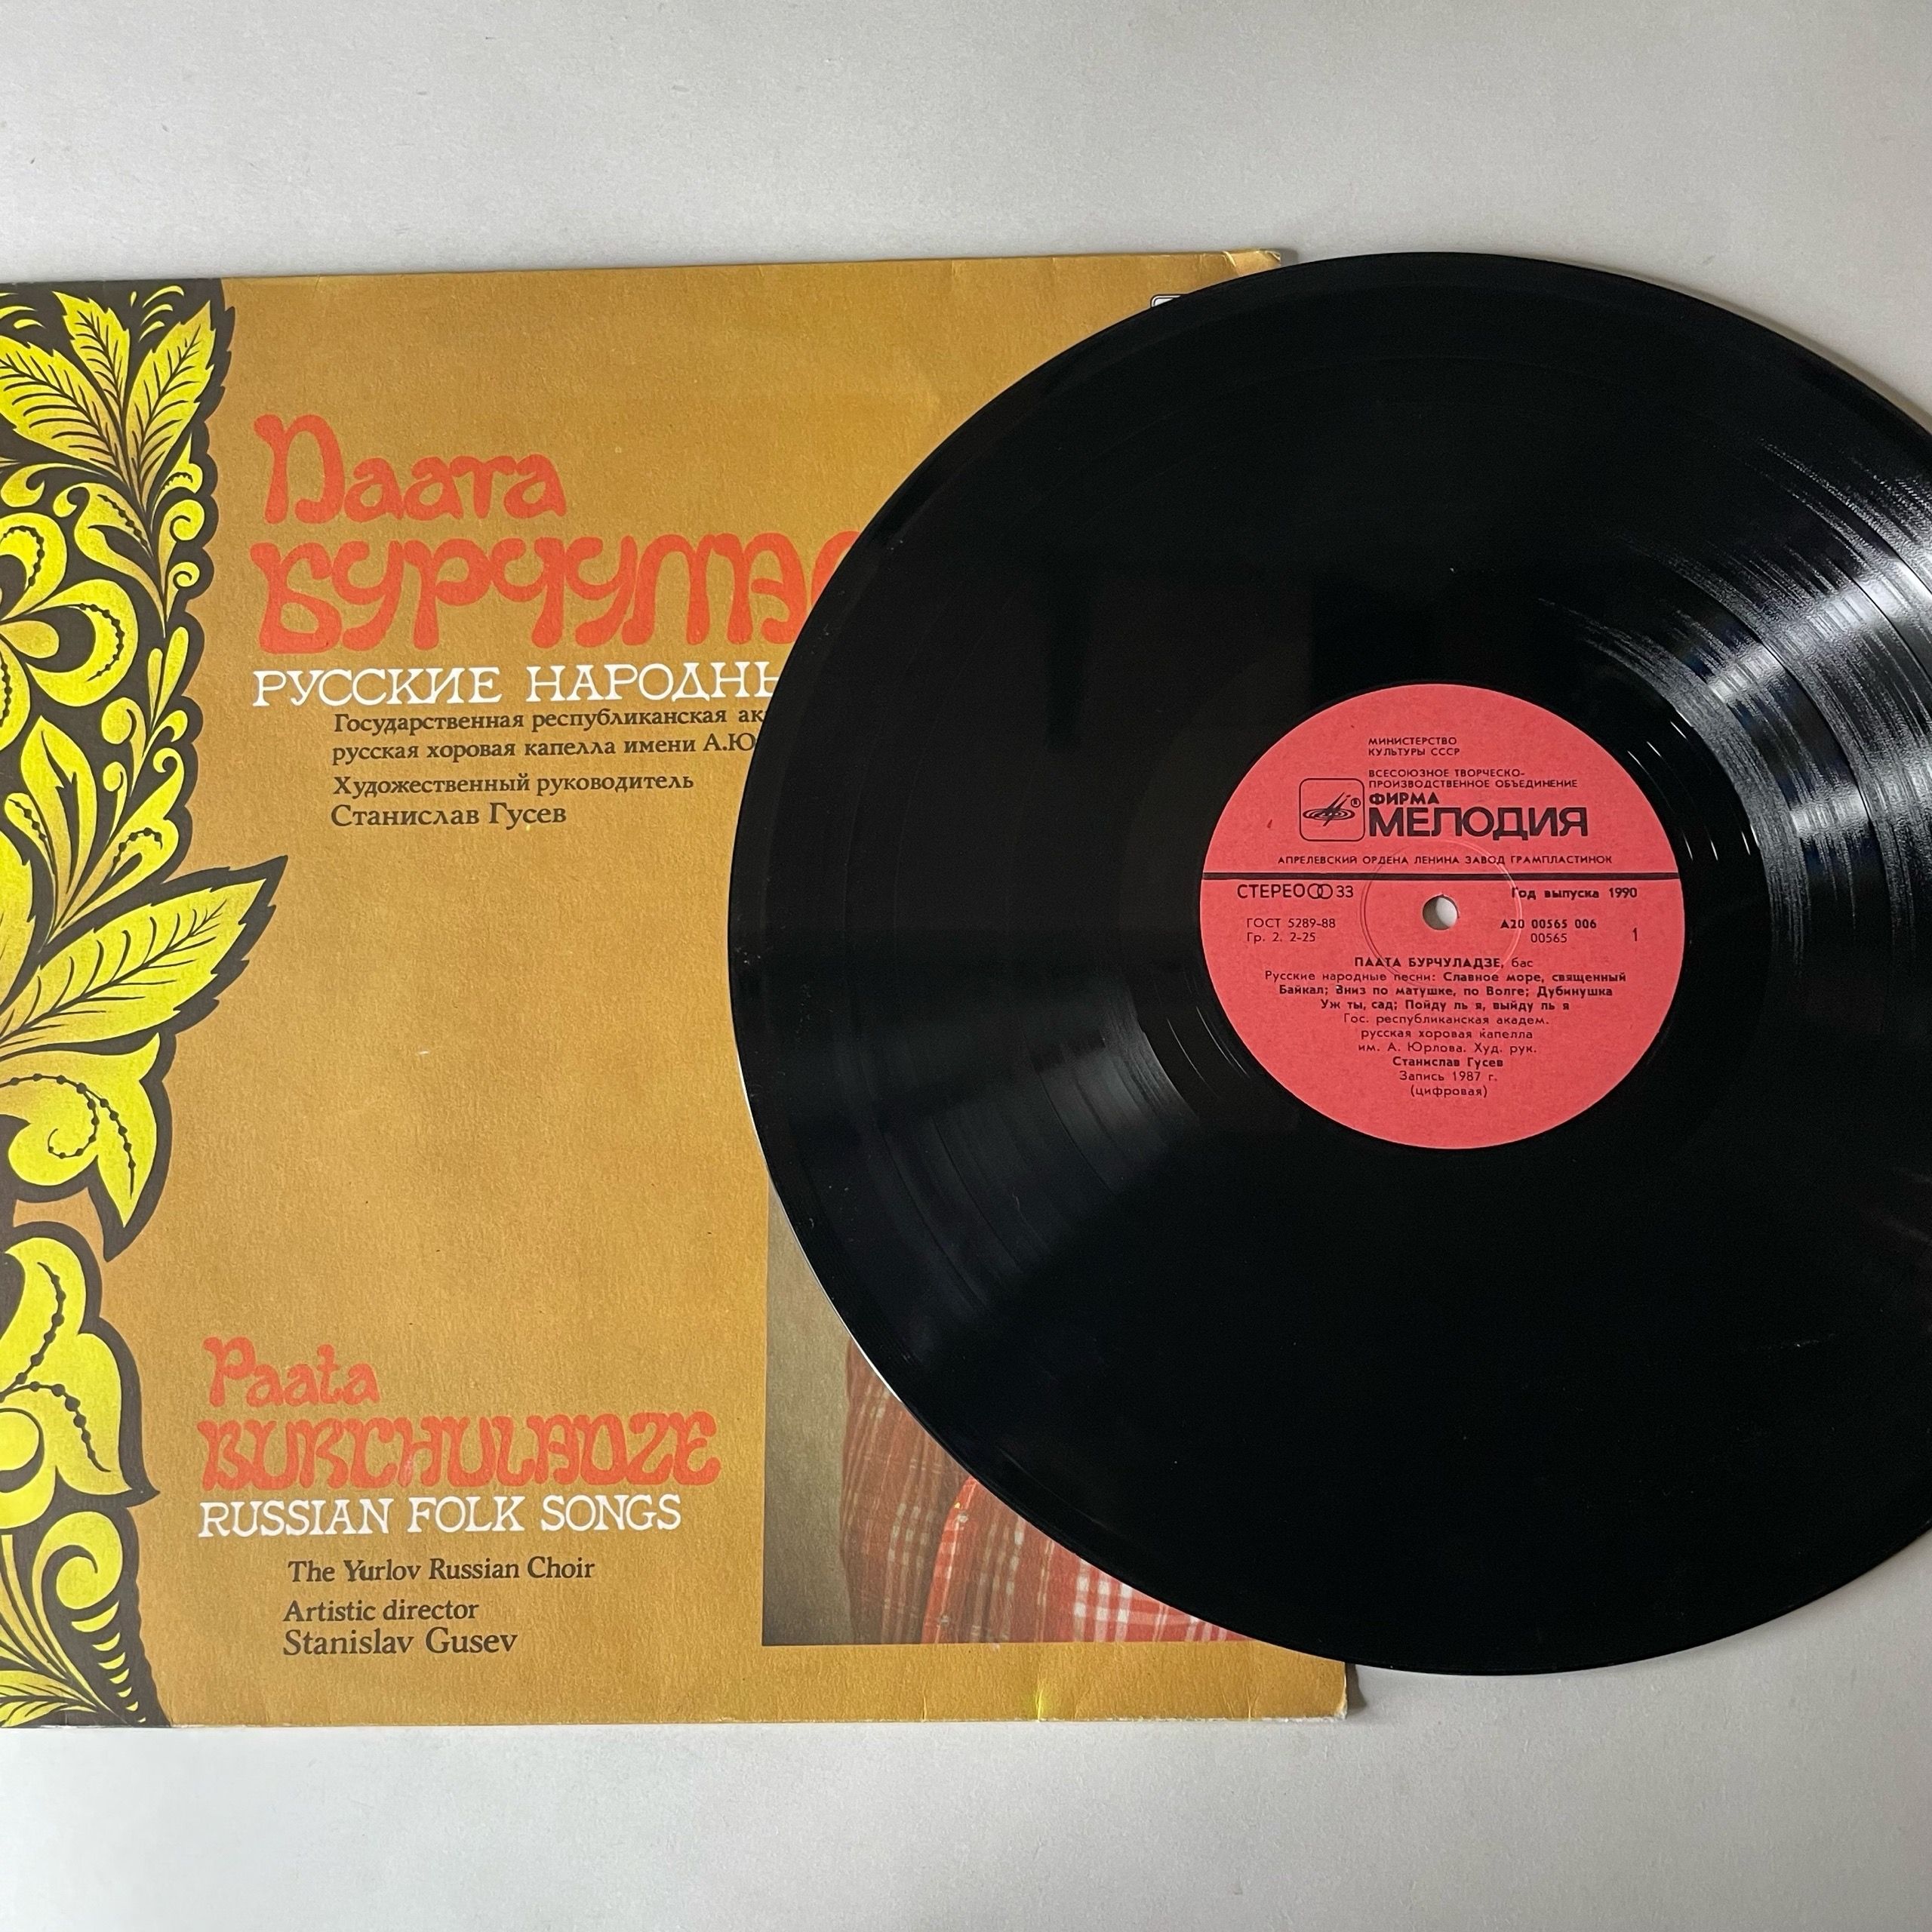 Паата
РУССКИЕ
Государственная республиканская
русская хоровая капелла имени
Художественный руководитель
Станислав Гусев
Paata
BURCHULADZE
RUSSIAN FOLK SONGS
The Yurlov Russian Choir
Artistic director
Stanislav Gusev
МИНИСТЕРСТВО
КУЛЬТУРЫ СССР
ВСЕСОЮЗНОЕ ТВОРЧЕСКО-
ПРОИЗВОДСТВЕННОЕ ОБЪЕДИНЕНИЕ
ФИРМА
®
МЕЛОДИЯ
АПРЕЛЕВСКИЙ ОРДЕНА ЛЕНИНА ЗАВОД ГРАМПЛАСТИНОК
СТЕРЕО 33
Год выпуска 1990
ГОСТ 5289-88
Гр. 2. 2-25
А20 00565 006
00565
1
ПААТА БУРЧУЛАДЗЕ, бас
Русские народные песни: Славное море, священный
Байкал; Вниз по матушке, по Волге; Дубинушка
Уж ты, сад; Пойду ль я, выйду ль я
Гос. республиканская академ.
русская хоровая капелла
им. А. Юрлова. Худ. рук.
Станислав Гусев
Запись 1987 г.
(цифровая)